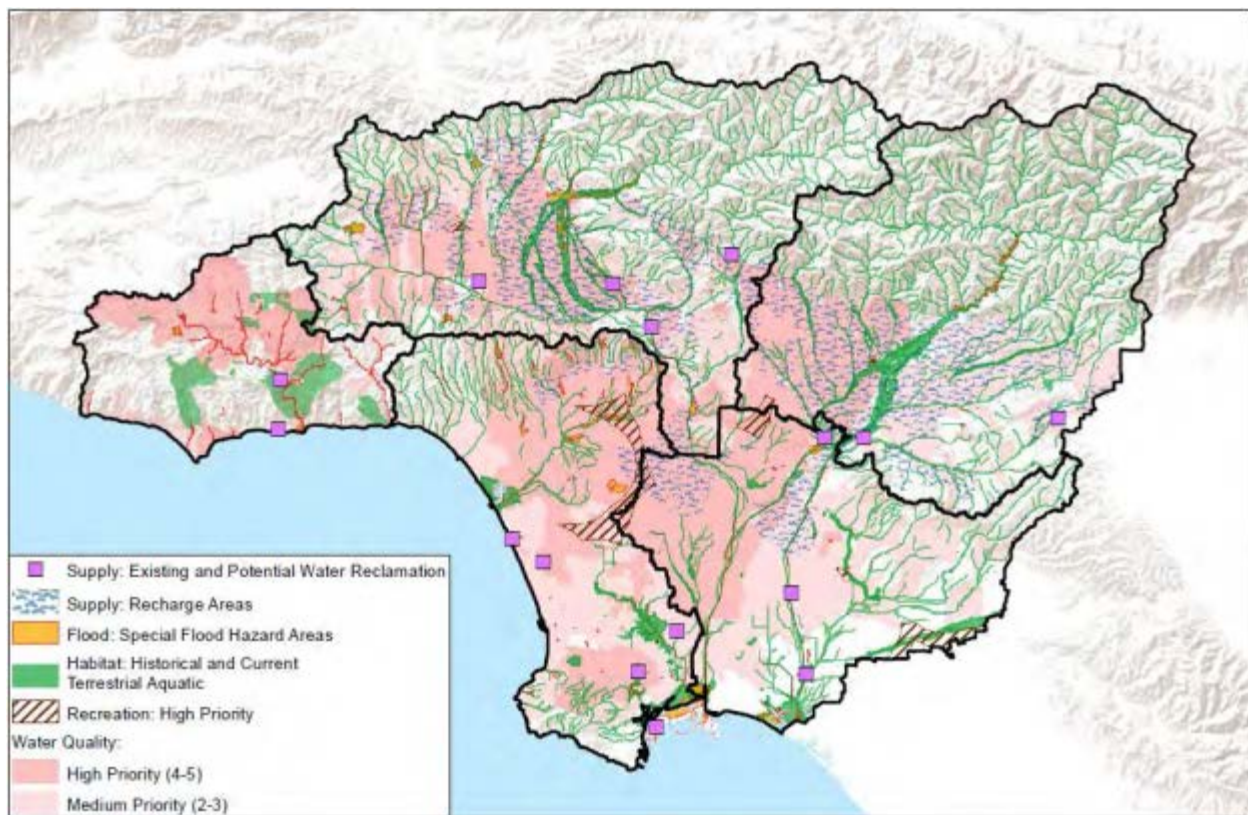 Supply: Existing and Potential Water Reclamation
Supply: Recharge Areas
Flood: Special Flood Hazard Areas
Habitat: Historical and Current
Terrestrial Aquatic
Recreation: High Priority
Water Quality:
High Priority (4-5)
Medium Priority (2-3)